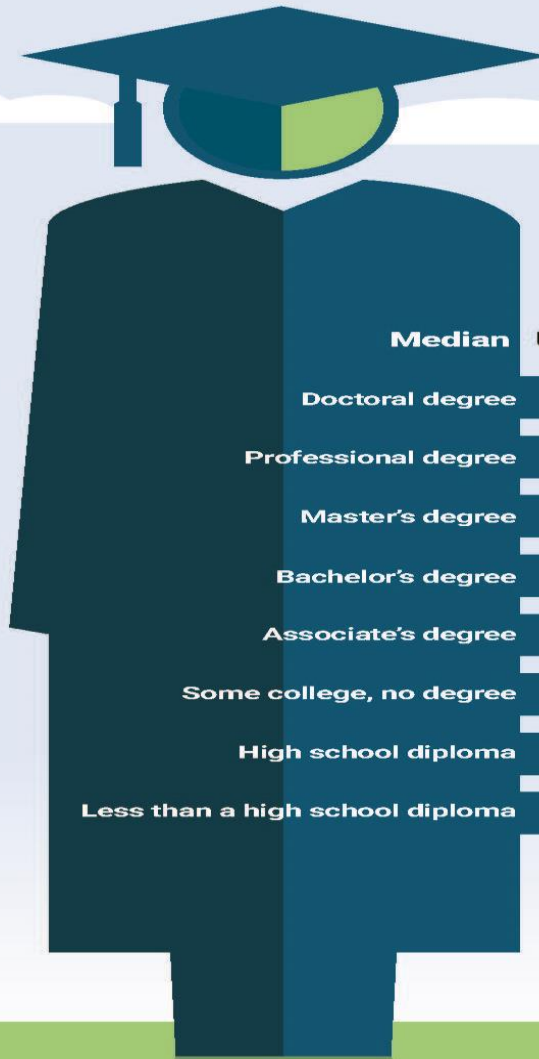 Median
Doctoral degree
Professional degree
Master's degree
Bachelor's degree
Associate's degree
Some college, no degree
High school diploma
Less than a high school diploma